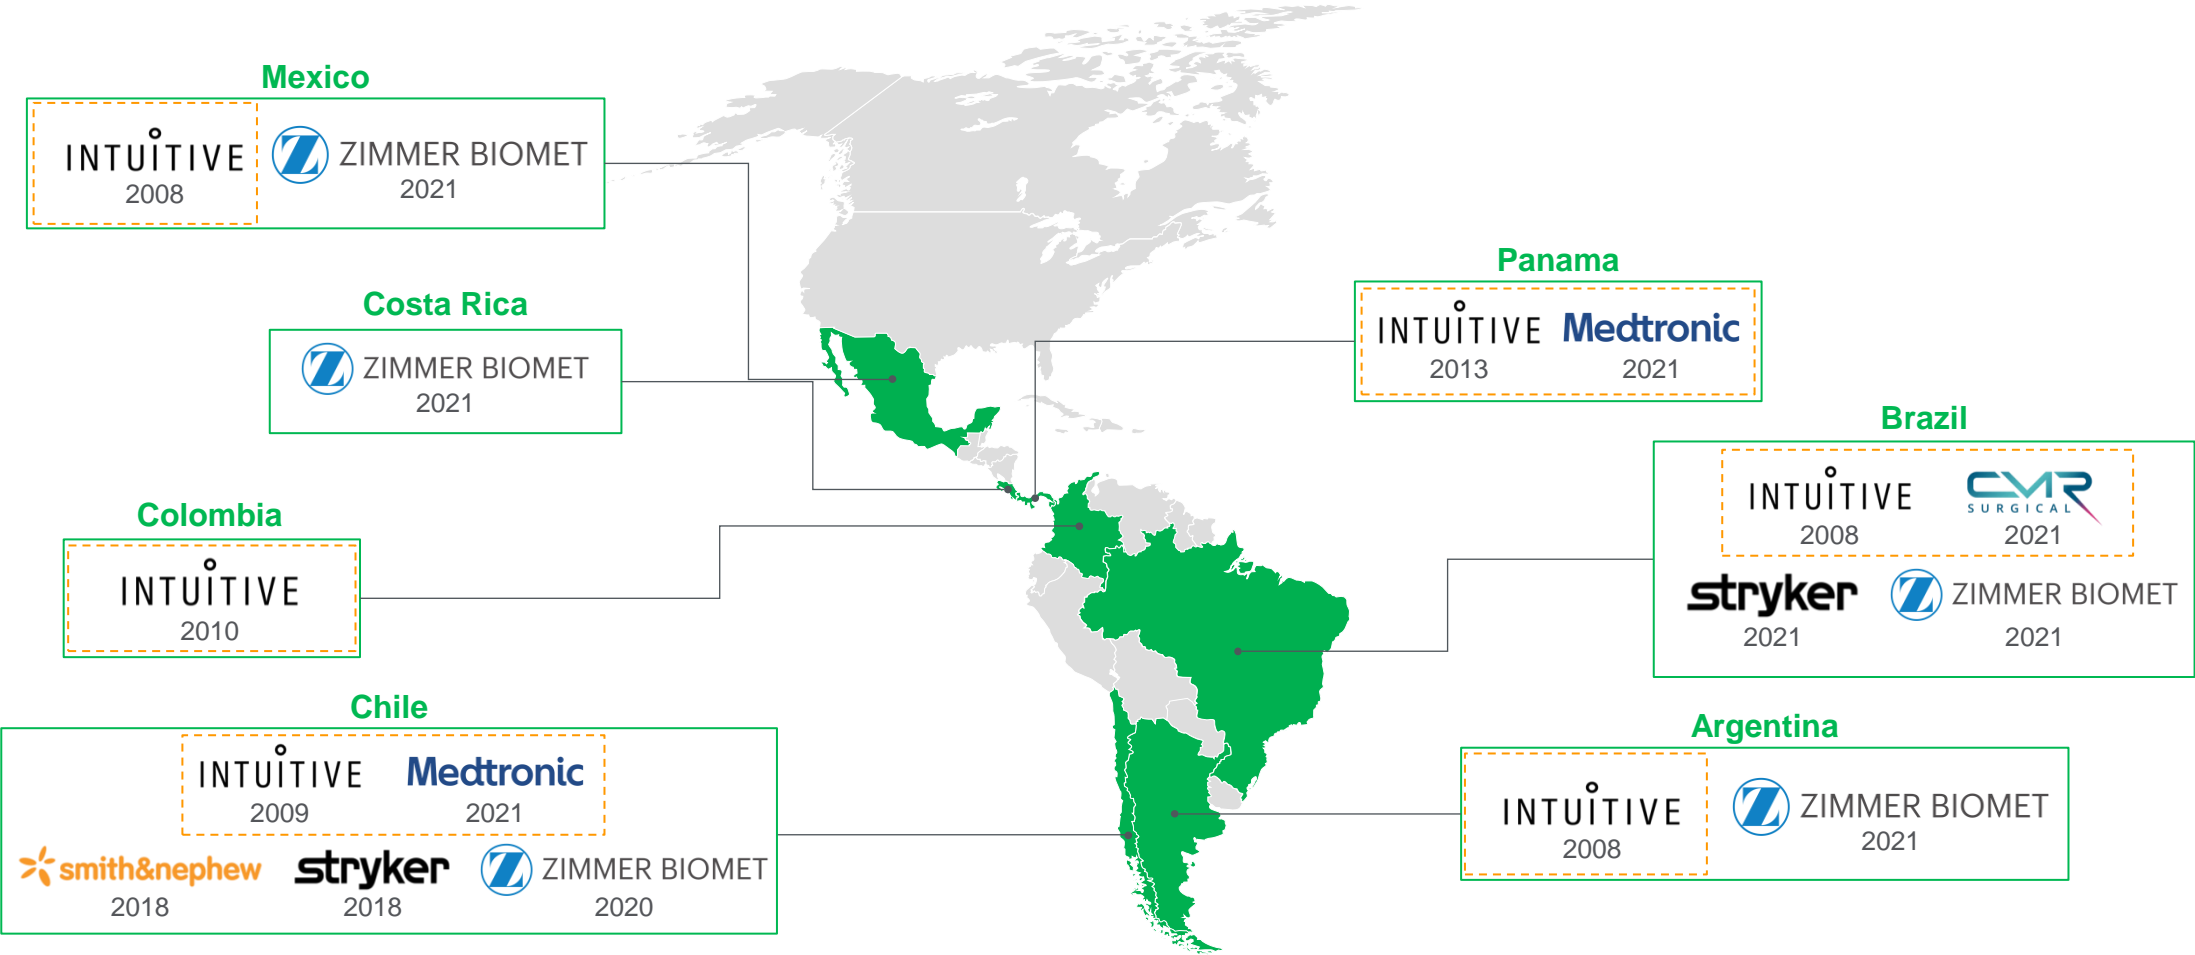 Mexico
INTUITIVE
2008
ZIMMER BIOMET
2021
Costa Rica
ZIMMER BIOMET
2021
Colombia
INTUITIVE
2010
Chile
INTUITIVE
2009
Medtronic
2021
smith&nephew
2018
stryker
2018
ZIMMER BIOMET
2020
Panama
INTUITIVE
2013
Medtronic
2021
Brazil
INTUITIVE
2008
CMR
SURGICAL
2021
stryker
2021
ZIMMER BIOMET
2021
Argentina
INTUITIVE
2008
ZIMMER BIOMET
2021